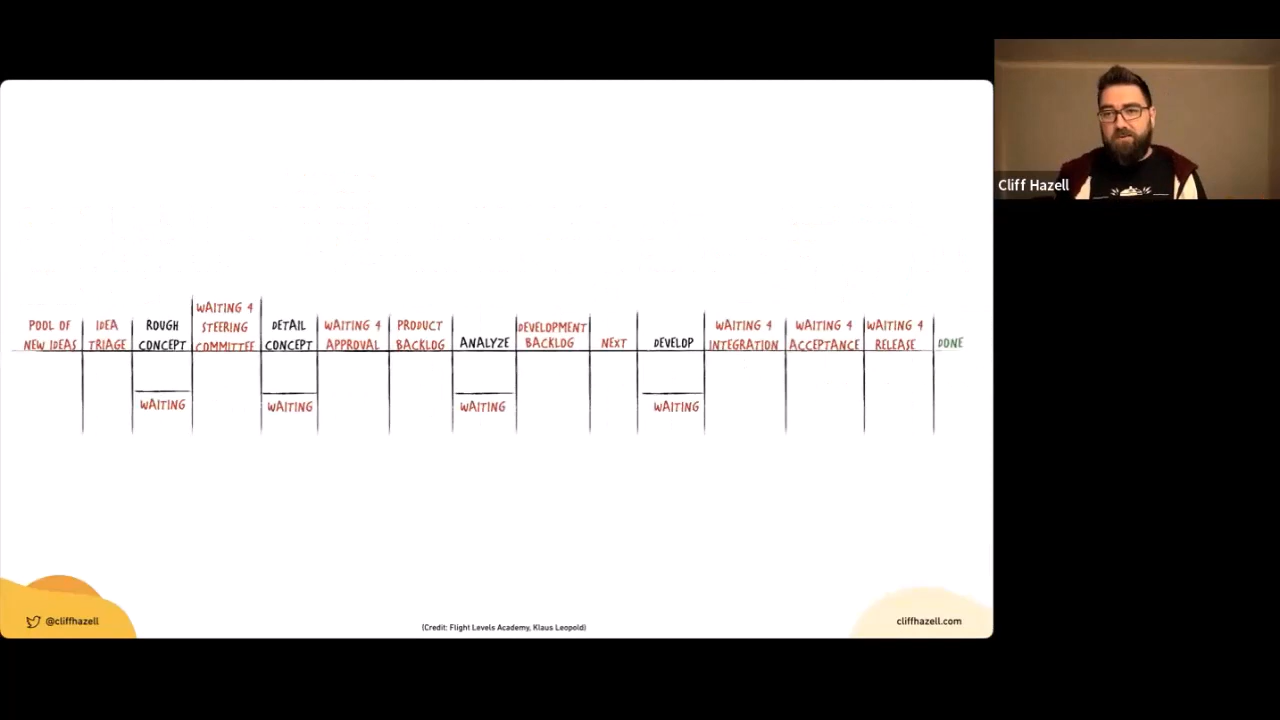 Cliff Hazell
POOL OF
NEW IDEAS
IDEA
TRIAGE
ROUGH
CONCEPT
WAITING
WAITING 4
STEERING
COMMITTEE
DETAIL
CONCEPT
WAITING
WAITING 4
APPROVAL
PRODUCT
BACKLOG
ANALYZE
WAITING
DEVELOPMENT
BACKLOG
NEXT
DEVELOP
WAITING
WAITING 4
INTEGRATION
WAITING 4
ACCEPTANCE
WAITING 4
RELEASE
DONE
@cliffhazell
(Credit: Flight Levels Academy, Klaus Leopold)
cliffhazell.com